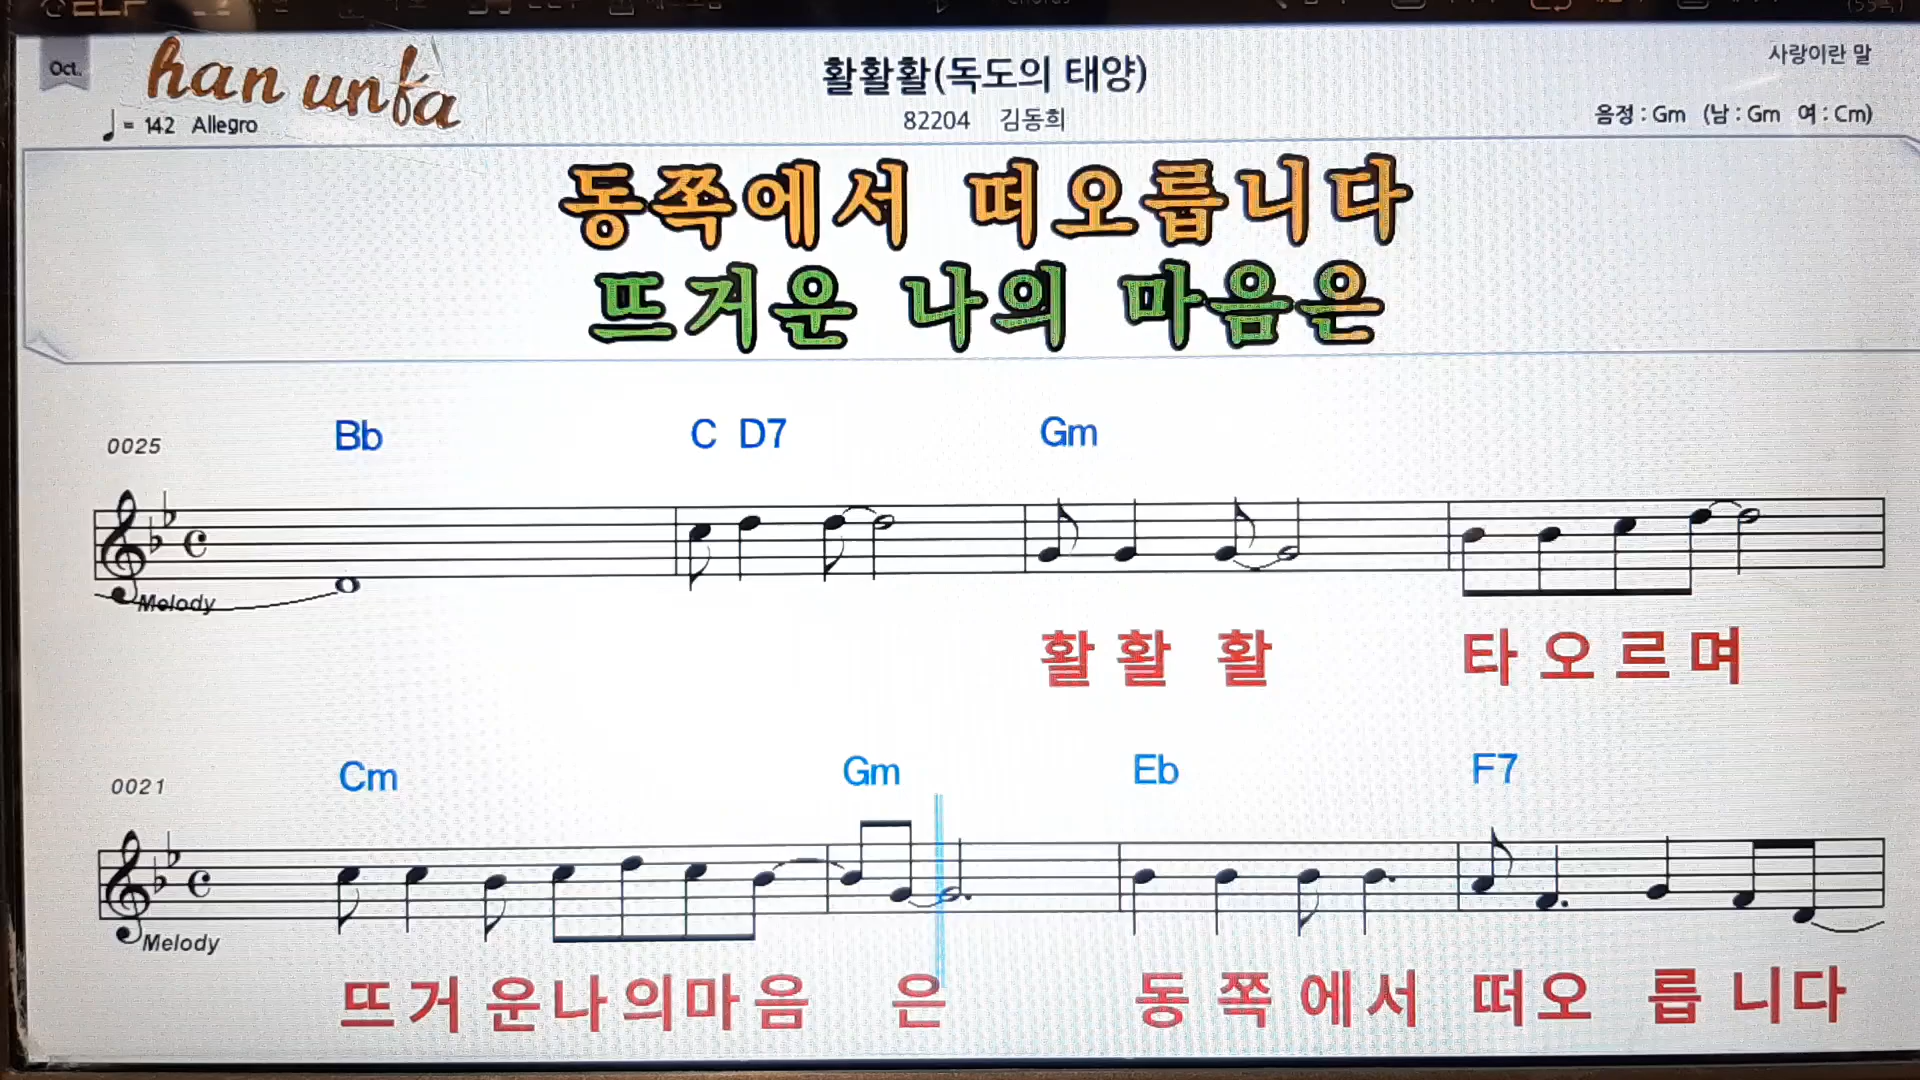 Oct.
han unfa
활활활(독도의 태양)
사랑이란 말
♩= 142 Allegro
82204 김동희
음정 : Gm (남 : Gm 여 : Cm)
동쪽에서 떠오릅니다
뜨거운 나의 마음은
0025 Bb C D7 Gm
Melody
활 활 활 타 오 르 며
0021 Cm Gm Eb F7
Melody
뜨 거 운 나 의 마 음 은 동 쪽 에 서 떠 오 릅 니 다